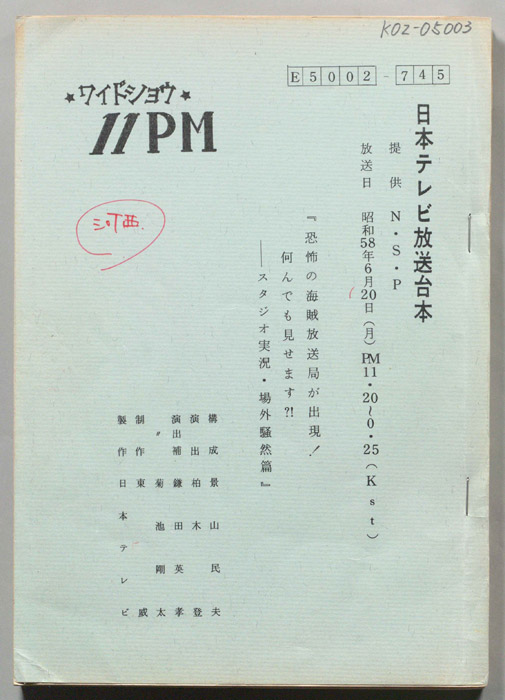 K02-05003
E5002-745
日本テレビ放送台本
提供 N・S・P
放送日 昭和58年6月20日(月)PM11・20〜0・25(Kst)
★ワイドショウ★
11PM
河西
『恐怖の海賊放送局が出現!
何んでも見せます?!
――スタジオ実況・場外騒然篇』
構成 景山民夫
演出 柏木登
演出補 鎌田英孝
〃 菊池剛太
制作 東威
製作 日本テレビ